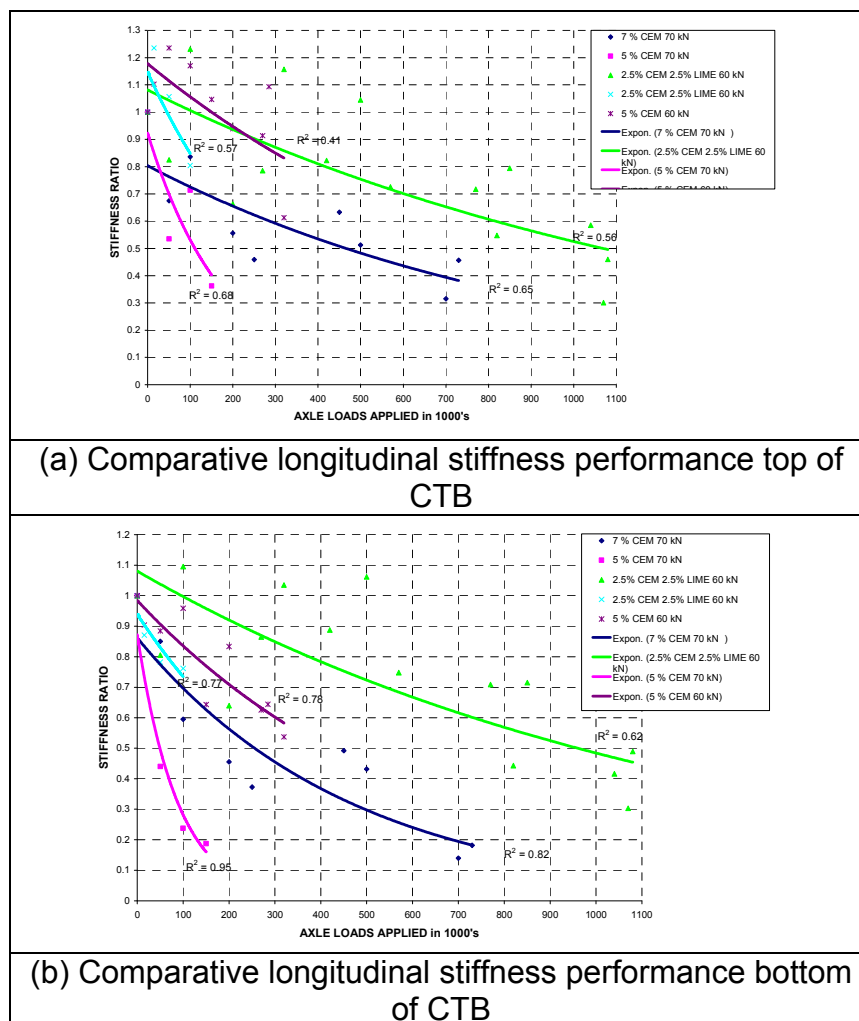 1.3
1.2
1.1
1
0.9
0.8
0.7
0.6
0.5
0.4
0.3
0.2
0.1
0
STIFFNESS RATIO
0 100 200 300 400 500 600 700 800 900 1000 1100
AXLE LOADS APPLIED in 1000's
R² = 0.57
R² = 0.41
R² = 0.56
R² = 0.68
R² = 0.65
7 % CEM 70 kN
5 % CEM 70 kN
2.5% CEM 2.5% LIME 60 kN
2.5% CEM 2.5% LIME 60 kN
5 % CEM 60 kN
Expon. (7 % CEM 70 kN )
Expon. (2.5% CEM 2.5% LIME 60
kN)
Expon. (5 % CEM 70 kN)
Expon. (5 % CEM 60 kN)
(a) Comparative longitudinal stiffness performance top of
CTB
1.2
1.1
1
0.9
0.8
0.7
0.6
0.5
0.4
0.3
0.2
0.1
0
STIFFNESS RATIO
0 100 200 300 400 500 600 700 800 900 1000 1100
AXLE LOADS APPLIED in 1000's
R² = 0.77
R² = 0.78
R² = 0.62
R² = 0.95
R² = 0.82
7 % CEM 70 kN
5 % CEM 70 kN
2.5% CEM 2.5% LIME 60 kN
2.5% CEM 2.5% LIME 60 kN
5 % CEM 60 kN
Expon. (7 % CEM 70 kN )
Expon. (2.5% CEM 2.5% LIME 60
kN)
Expon. (5 % CEM 70 kN)
Expon. (5 % CEM 60 kN)
(b) Comparative longitudinal stiffness performance bottom
of CTB